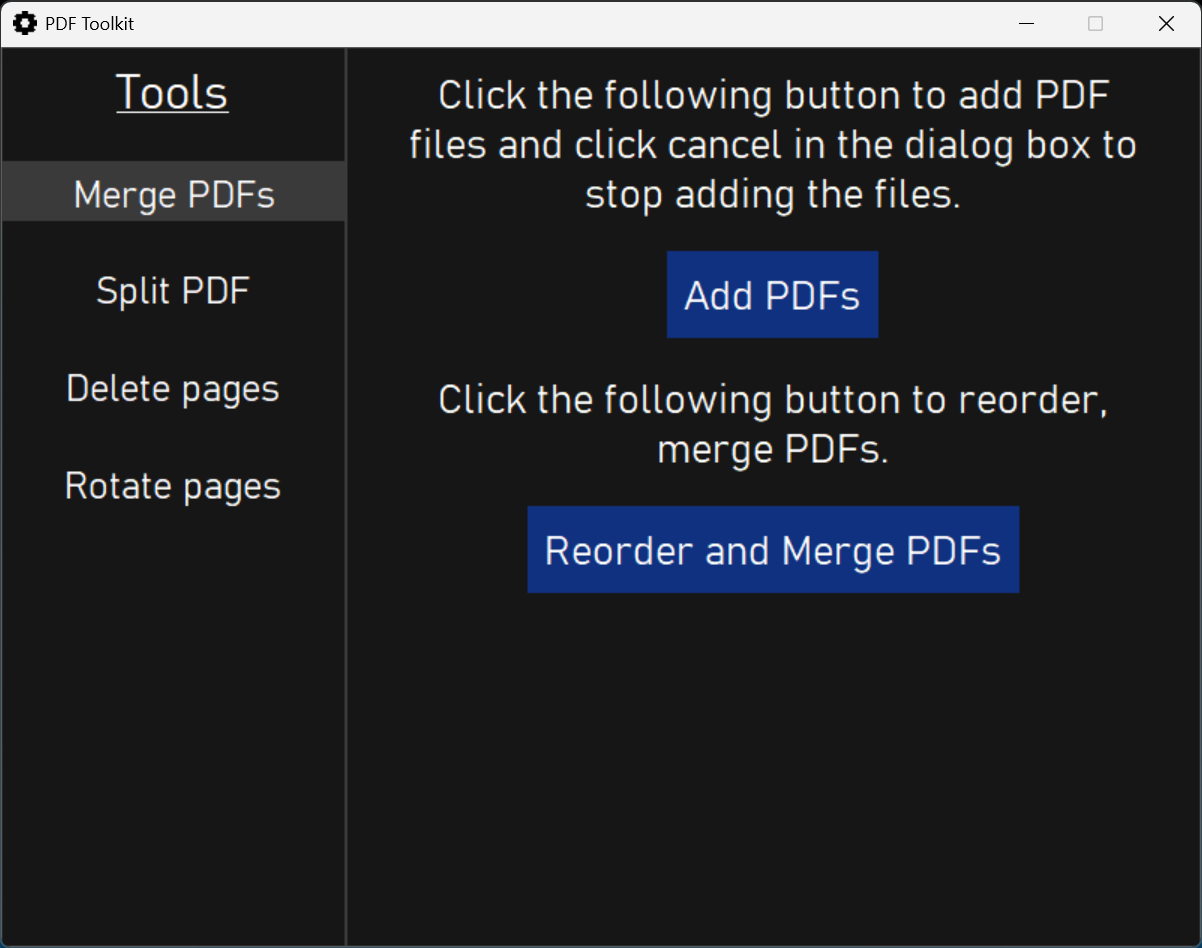 PDF Toolkit
Tools
Merge PDFs
Split PDF
Delete pages
Rotate pages
Click the following button to add PDF
files and click cancel in the dialog box to
stop adding the files.
Add PDFs
Click the following button to reorder,
merge PDFs.
Reorder and Merge PDFs